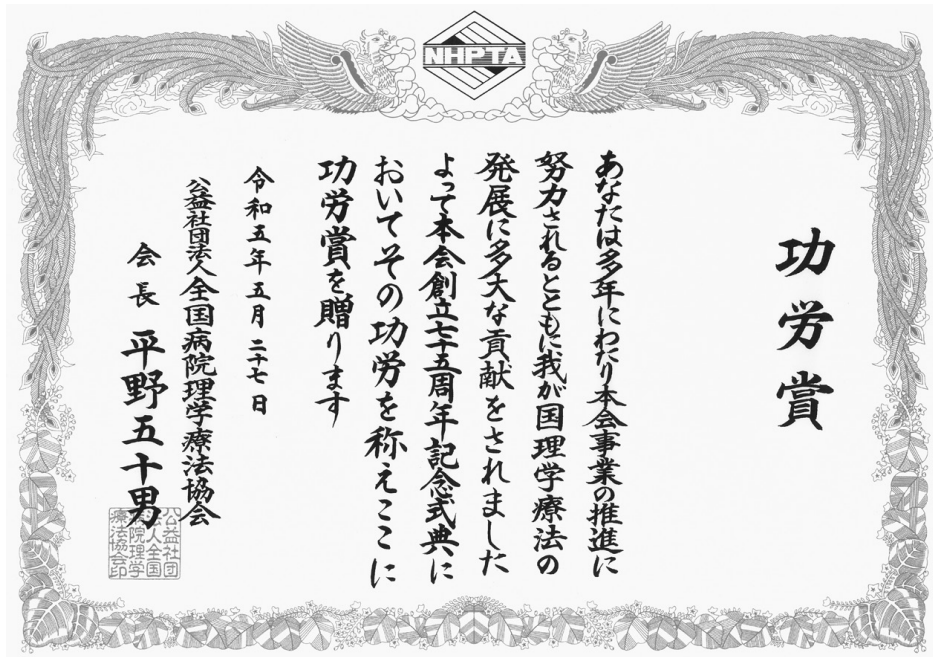 NHPTA
功労賞
あなたは多年にわたり本会事業の推進に
努力されるとともに我が国理学療法の
発展に多大な貢献をされました
よって本会創立七十五周年記念式典に
おいてその功労を称えここに
功労賞を贈ります
令和五年五月二十七日
公益社団法人全国病院理学療法協会
会長 平野五十男
公益社団
法人全国
病院理学
療法協会印